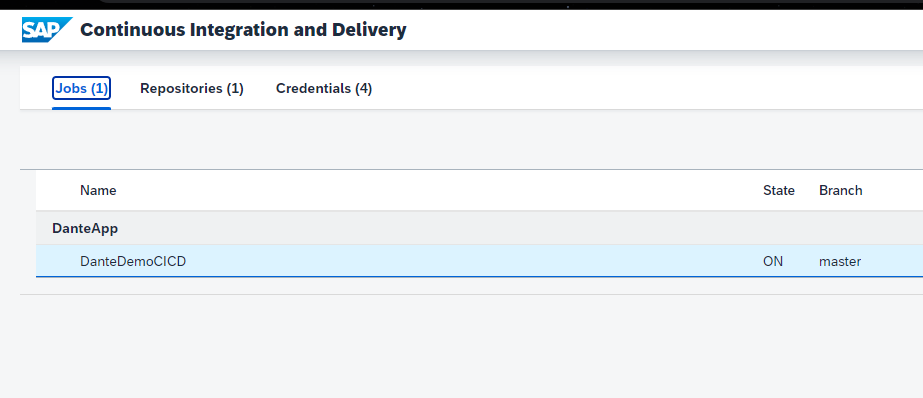 SAP Continuous Integration and Delivery
Jobs (1) Repositories (1) Credentials (4)
Name State Branch
DanteApp
DanteDemoCICD ON master